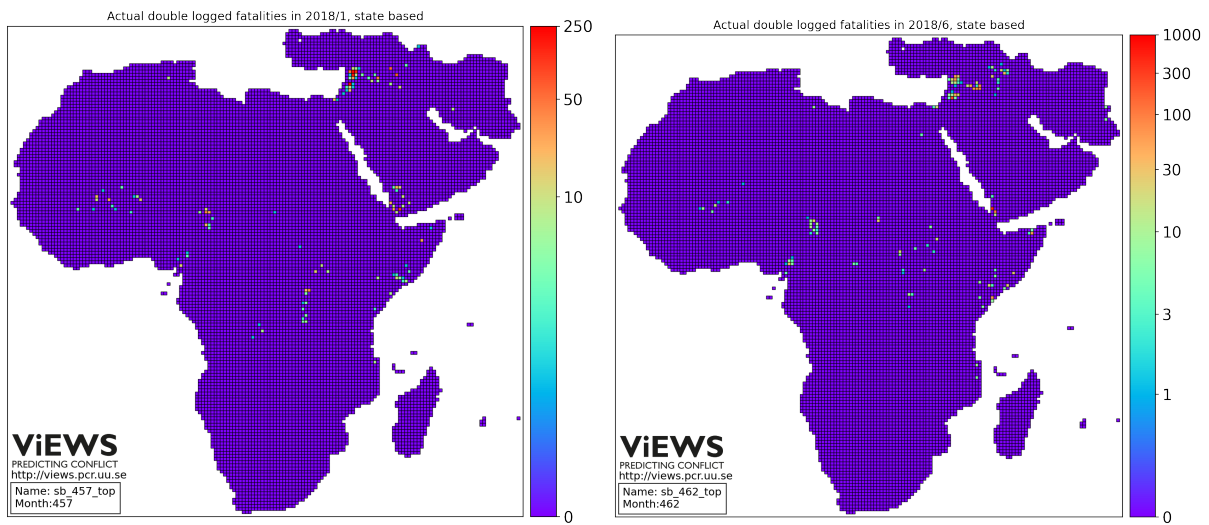 Actual double logged fatalities in 2018/1, state based
250
50
10
0
ViEWS
PREDICTING CONFLICT
http://views.pcr.uu.se
Name: sb_457_top
Month:457
Actual double logged fatalities in 2018/6, state based
1000
300
100
30
10
3
1
0
ViEWS
PREDICTING CONFLICT
http://views.pcr.uu.se
Name: sb_462_top
Month:462